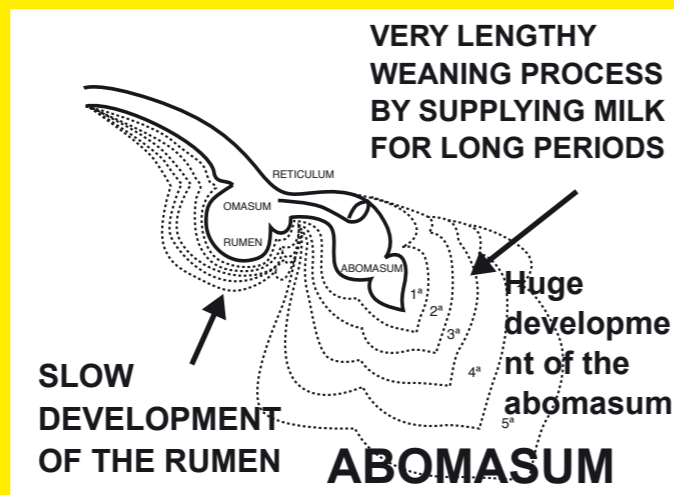 VERY LENGTHY
WEANING PROCESS
BY SUPPLYING MILK
FOR LONG PERIODS
RETICULUM
OMASUM
RUMEN
ABOMASUM
1ª
2ª
3ª
4ª
5ª
Huge
developme
nt of the
abomasum
SLOW
DEVELOPMENT
OF THE RUMEN
ABOMASUM